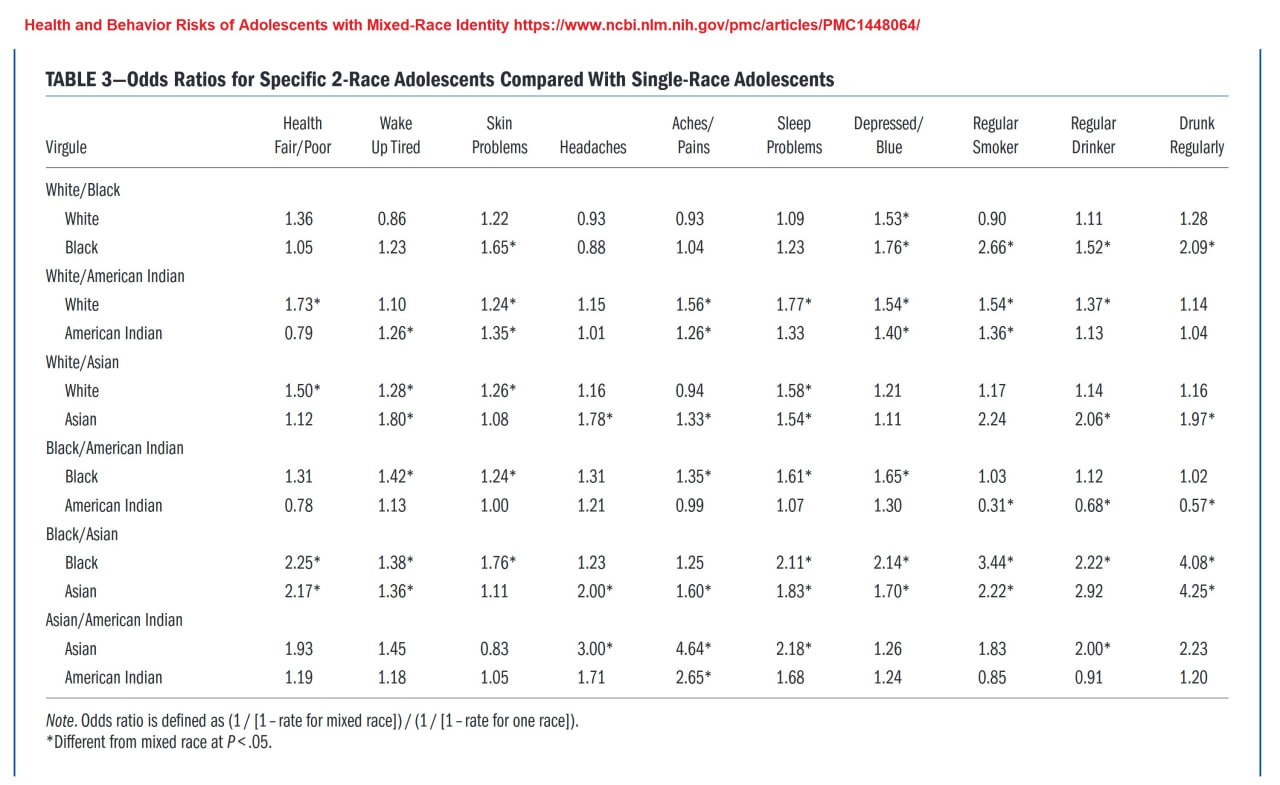 Health and Behavior Risks of Adolescents with Mixed-Race Identity https://www.ncbi.nlm.nih.gov/pmc/articles/PMC1448064/
TABLE 3—Odds Ratios for Specific 2-Race Adolescents Compared With Single-Race Adolescents
Health Wake Skin Aches/ Sleep Depressed/ Regular Regular Drunk
Virgule Fair/Poor Up Tired Problems Headaches Pains Problems Blue Smoker Drinker Regularly
White/Black
White 1.36 0.86 1.22 0.93 0.93 1.09 1.53* 0.90 1.11 1.28
Black 1.05 1.23 1.65* 0.88 1.04 1.23 1.76* 2.66* 1.52* 2.09*
White/American Indian
White 1.73* 1.10 1.24* 1.15 1.56* 1.77* 1.54* 1.54* 1.37* 1.14
American Indian 0.79 1.26* 1.35* 1.01 1.26* 1.33 1.40* 1.36* 1.13 1.04
White/Asian
White 1.50* 1.28* 1.26* 1.16 0.94 1.58* 1.21 1.17 1.14 1.16
Asian 1.12 1.80* 1.08 1.78* 1.33* 1.54* 1.11 2.24 2.06* 1.97*
Black/American Indian
Black 1.31 1.42* 1.24* 1.31 1.35* 1.61* 1.65* 1.03 1.12 1.02
American Indian 0.78 1.13 1.00 1.21 0.99 1.07 1.30 0.31* 0.68* 0.57*
Black/Asian
Black 2.25* 1.38* 1.76* 1.23 1.25 2.11* 2.14* 3.44* 2.22* 4.08*
Asian 2.17* 1.36* 1.11 2.00* 1.60* 1.83* 1.70* 2.22* 2.92 4.25*
Asian/American Indian
Asian 1.93 1.45 0.83 3.00* 4.64* 2.18* 1.26 1.83 2.00* 2.23
American Indian 1.19 1.18 1.05 1.71 2.65* 1.68 1.24 0.85 0.91 1.20
Note. Odds ratio is defined as (1 / [1 – rate for mixed race]) / (1 / [1 – rate for one race]).
*Different from mixed race at P < .05.